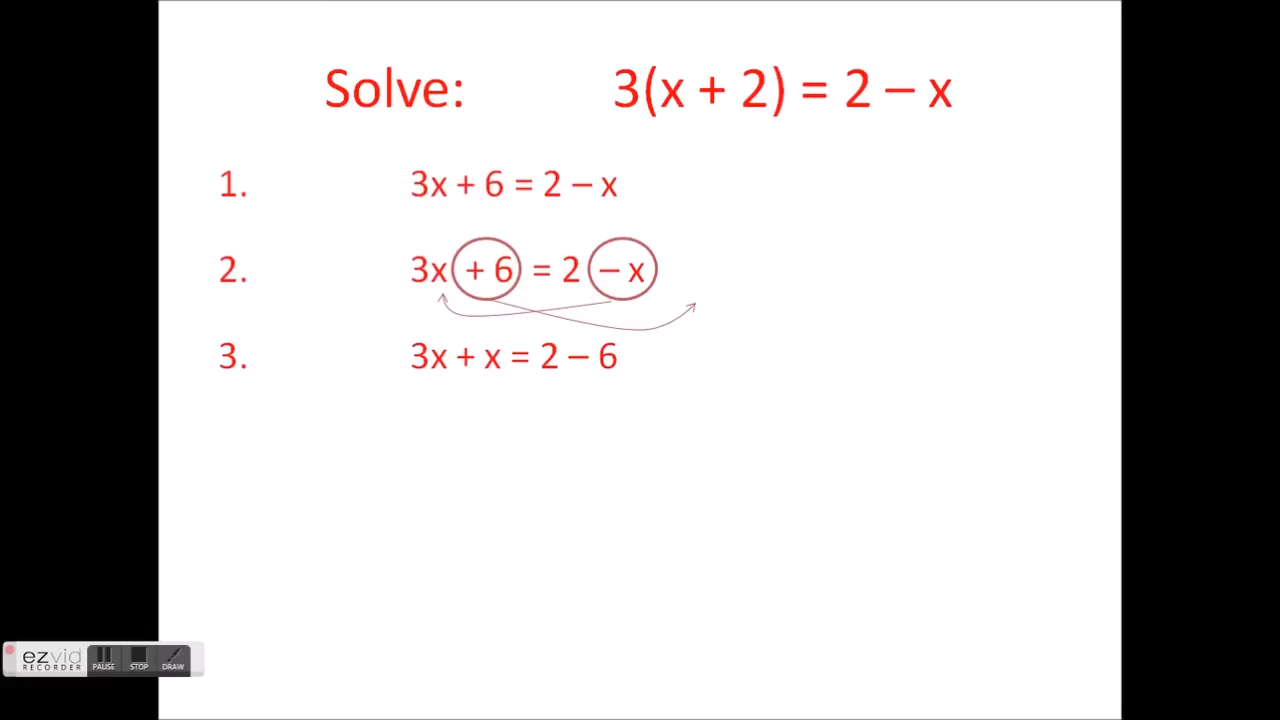 Solve: 3(x + 2) = 2 – x
1. 3x + 6 = 2 – x
2. 3x + 6 = 2 – x
3. 3x + x = 2 – 6
ezvid
RECORDER
PAUSE STOP DRAW